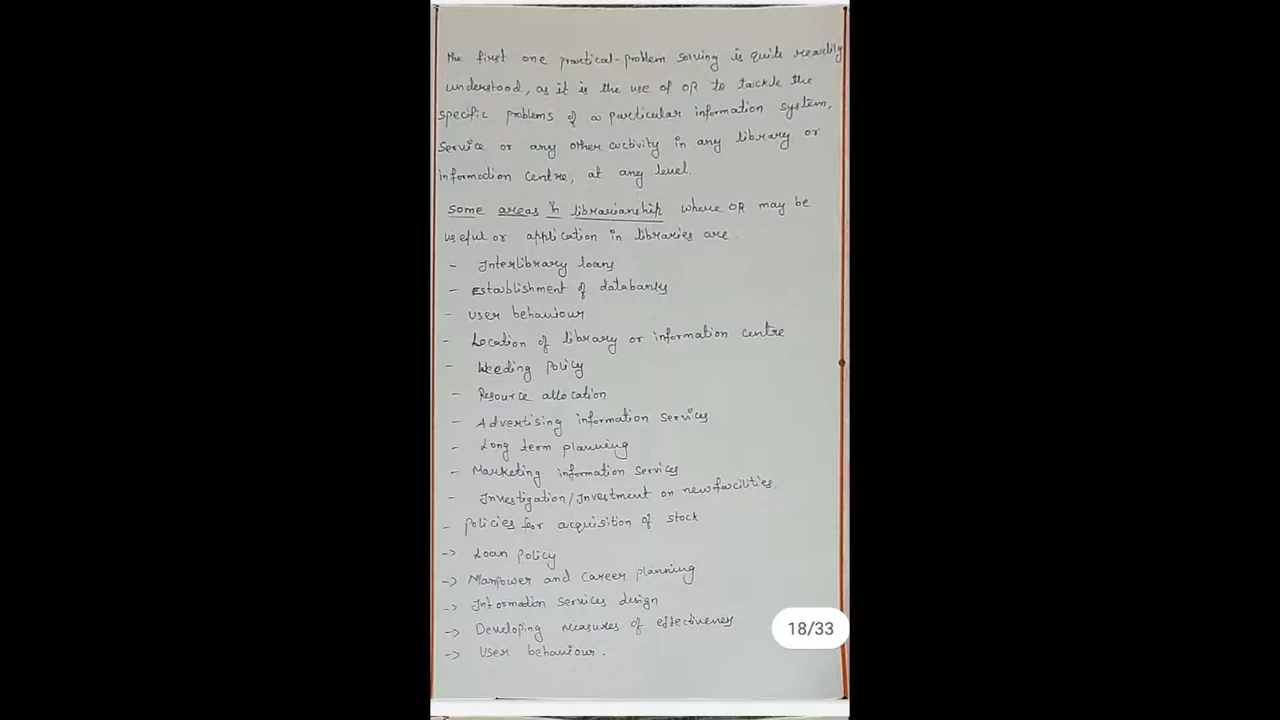 The first one practical-problem solving is quite readily
understood, as it is the use of OR to tackle the
specific problems of a particular information system,
service or any other activity in any library or
information centre, at any level.
Some areas in librarianship where OR may be
useful or application in libraries are
- Interlibrary loans
- Establishment of databanks
- User behaviour
- Location of library or information centre
- Weeding policy
- Resource allocation
- Advertising information services
- Long term planning
- Marketing information services
- Investigation/Investment on new facilities.
- Policies for acquisition of stock
-> Loan policy
-> Manpower and career planning
-> Information services design
-> Developing measures of effectiveness
-> User behaviour.
18/33